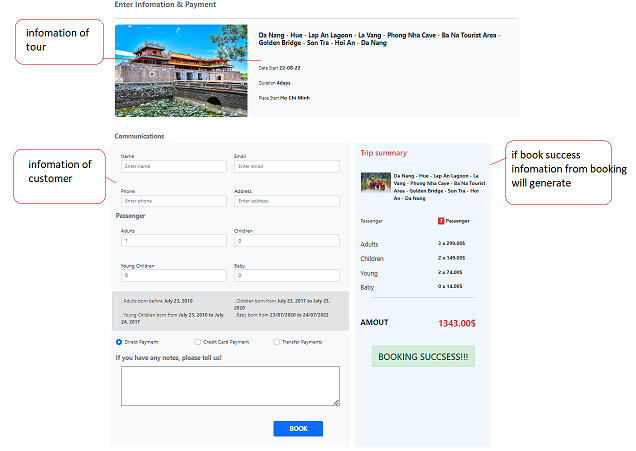 Enter Infomation & Payment
infomation of
tour
Da Nang - Hue - Lap An Lagoon - La Vang - Phong Nha Cave - Ba Na Tourist Area -
Golden Bridge - Son Tra - Hoi An - Da Nang
Date Start 22-08-22
Duration 4days
Place Start Ho Chi Minh
Communications
infomation of
customer
Name
Email
Enter name
Enter email
Phone
Address
Enter phone
Enter address
Passenger
Adults
Children
1
0
Young Children
Baby
0
0
. Adults born before July 23, 2010
. Children born from July 23, 2017 to July 23,
2020
. Young Children born from July 23, 2010 to July
24, 2017
. Baby born from 23/07/2020 to 24/07/2022
Direct Payment
Credit Card Payment
Transfer Payments
If you have any notes, please tell us!
BOOK
Trip summary
Da Nang - Hue - Lap An Lagoon - La
Vang - Phong Nha Cave - Ba Na Tourist
Area - Golden Bridge - Son Tra - Hoi
An - Da Nang
Passenger
7 Passenger
Adults
3 x 299.00$
Children
2 x 149.00$
Young
2 x 74.00$
Baby
0 x 14.00$
AMOUT
1343.00$
BOOKING SUCCSESS!!!
if book success
infomation from booking
will generate